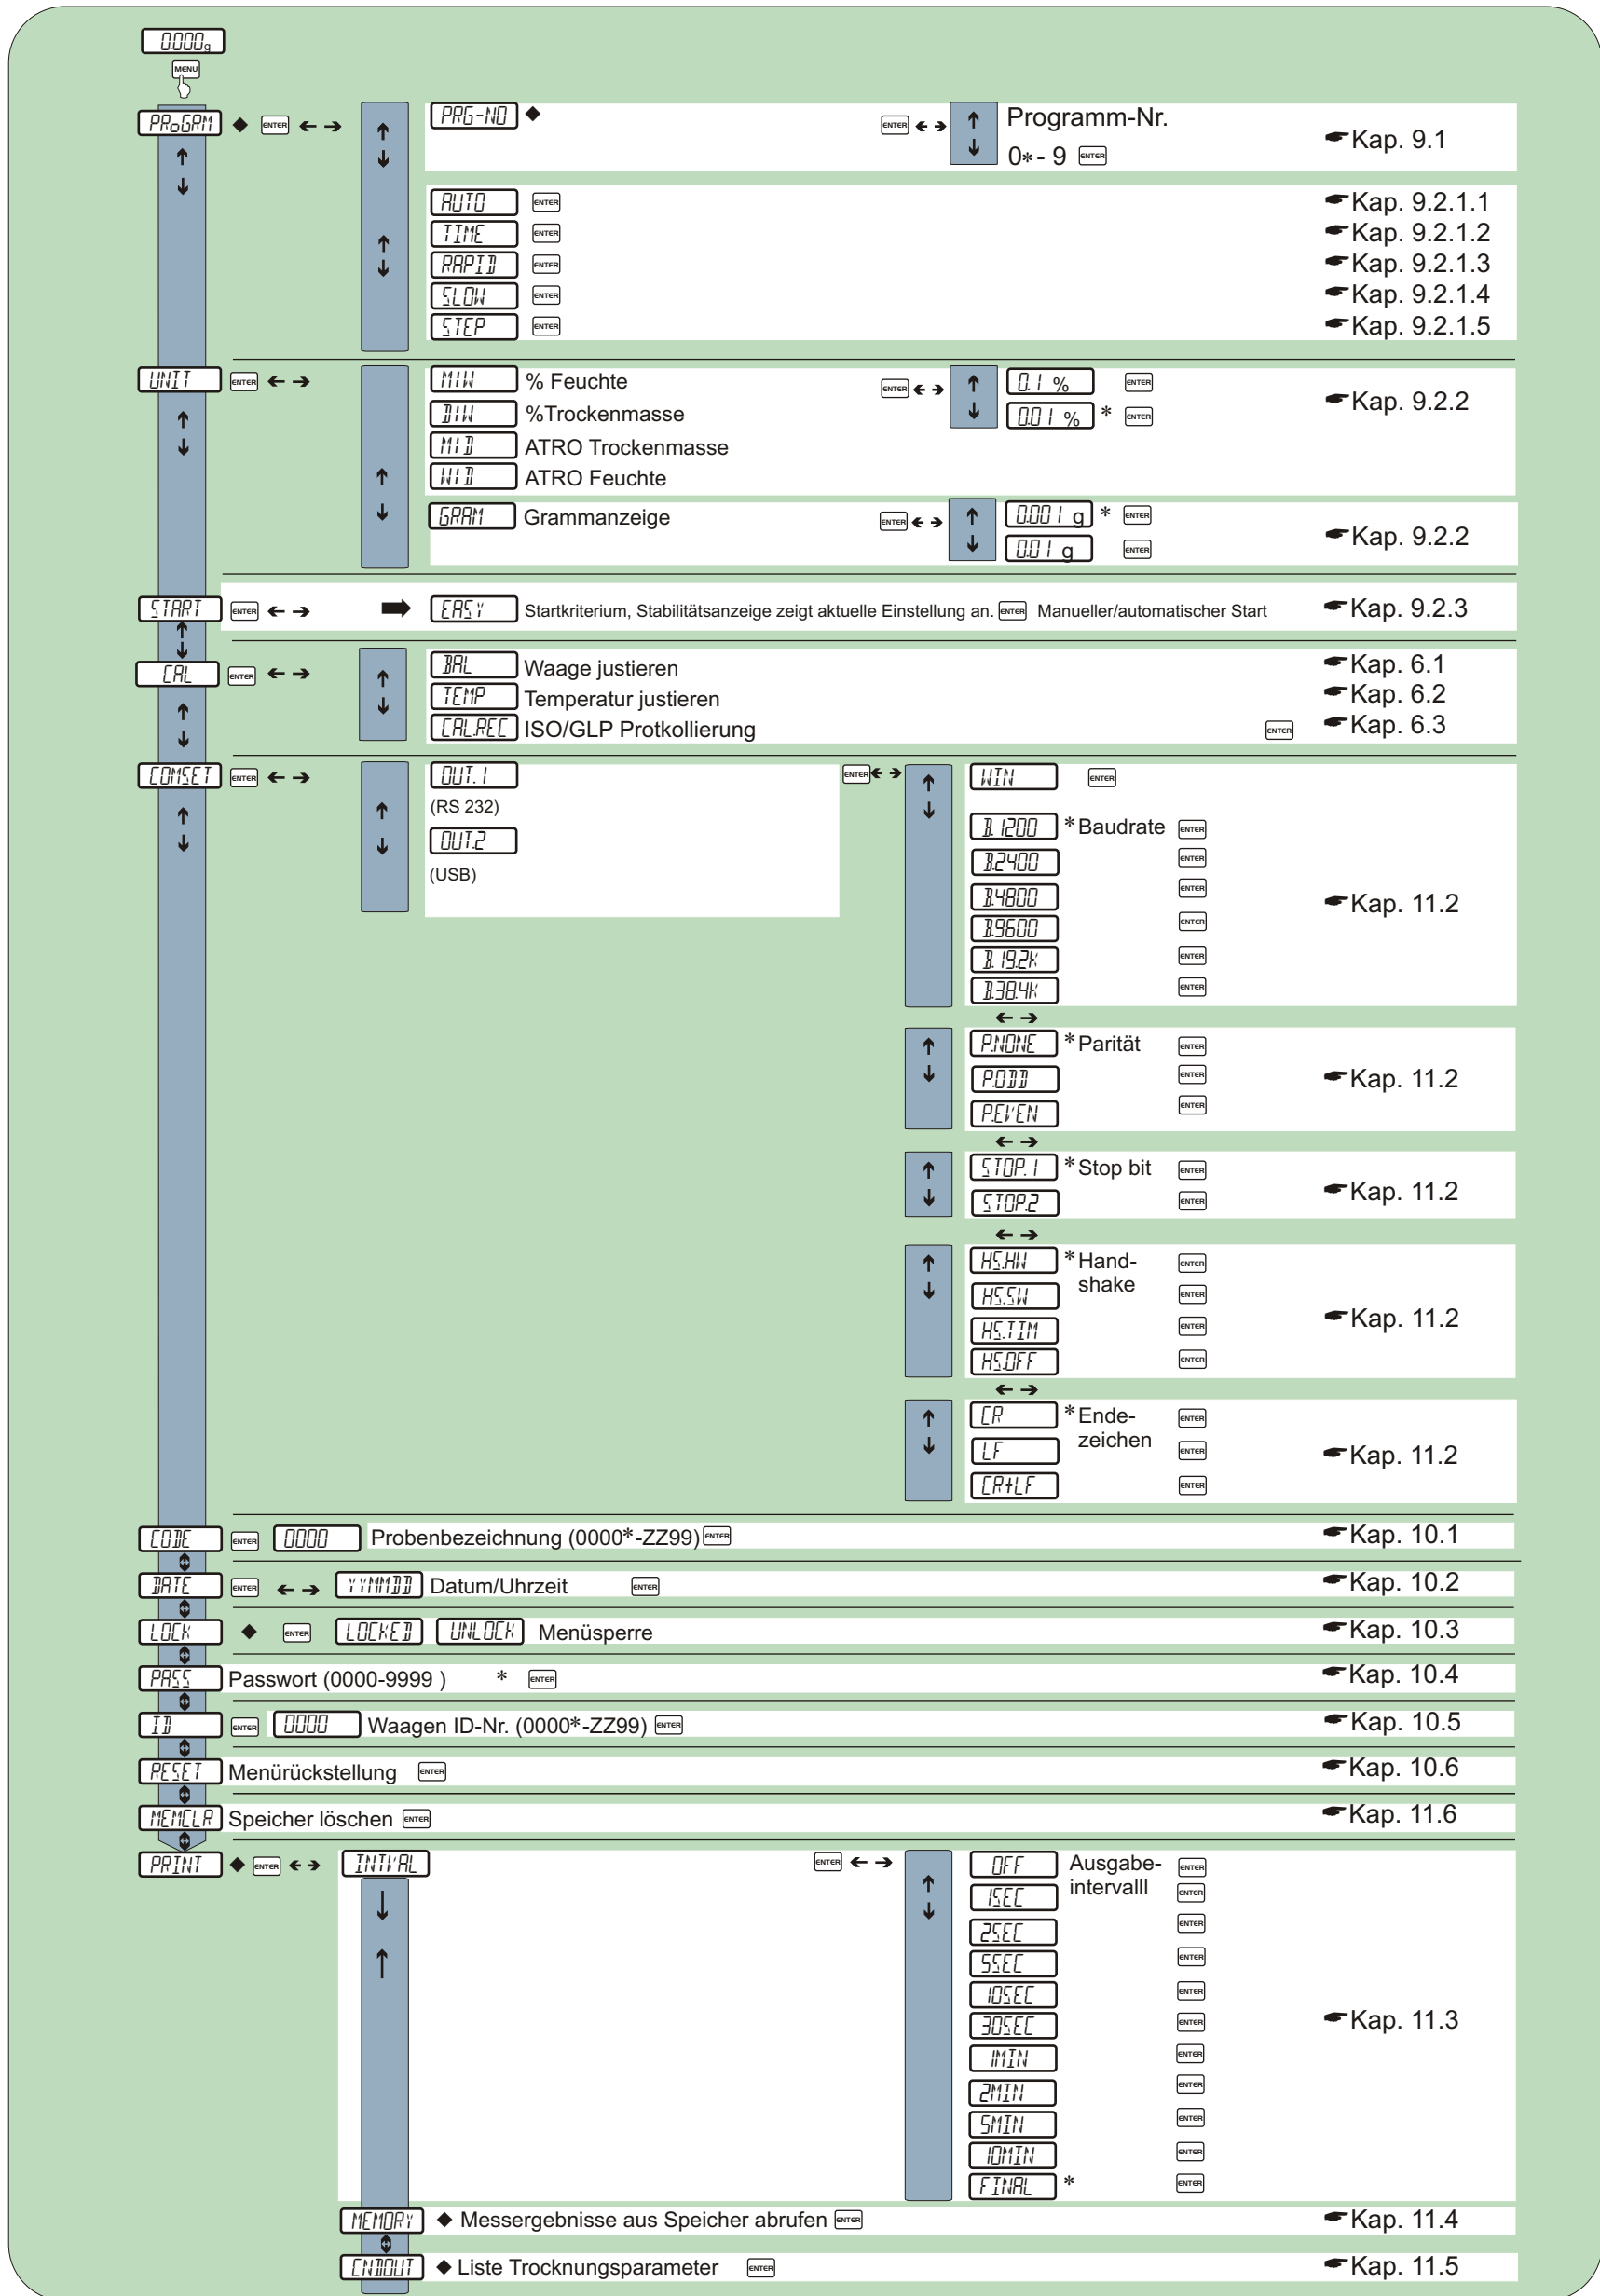 0.000g
MENU
PRoGRM ◆ ENTER ← → PRG-NO ◆ ENTER ← → Programm-Nr. ☛Kap. 9.1
0*- 9 ENTER
AUTO ENTER ☛Kap. 9.2.1.1
TIME ENTER ☛Kap. 9.2.1.2
RAPID ENTER ☛Kap. 9.2.1.3
SLOW ENTER ☛Kap. 9.2.1.4
STEP ENTER ☛Kap. 9.2.1.5
UNIT ENTER ← → M/W % Feuchte ENTER ← → 0.1 % ENTER ☛Kap. 9.2.2
D/W %Trockenmasse 0.01 % * ENTER
M/D ATRO Trockenmasse
W/D ATRO Feuchte
GRAM Grammanzeige ENTER ← → 0.001 g * ENTER ☛Kap. 9.2.2
0.01 g ENTER
START ENTER ← → ➡ EASY Startkriterium, Stabilitätsanzeige zeigt aktuelle Einstellung an. ENTER Manueller/automatischer Start ☛Kap. 9.2.3
CAL ENTER ← → BAL Waage justieren ☛Kap. 6.1
TEMP Temperatur justieren ☛Kap. 6.2
CAL.REC ISO/GLP Protkollierung ENTER ☛Kap. 6.3
COMSET ENTER ← → OUT.1 ENTER ← → WIN ENTER
(RS 232)
B.1200 * Baudrate ENTER
OUT.2
B.2400 ENTER
(USB)
B.4800 ENTER ☛Kap. 11.2
B.9600 ENTER
B.19.2K ENTER
B.38.4K ENTER
← →
P.NONE * Parität ENTER
P.ODD ENTER ☛Kap. 11.2
P.EVEN ENTER
← →
STOP.1 * Stop bit ENTER
STOP.2 ENTER ☛Kap. 11.2
← →
HS.HW * Hand- ENTER
shake
HS.SW ENTER
HS.TIM ENTER ☛Kap. 11.2
HS.OFF ENTER
← →
CR * Ende- ENTER
zeichen
LF ENTER ☛Kap. 11.2
CR+LF ENTER
CODE ENTER 0000 Probenbezeichnung (0000*-ZZ99) ENTER ☛Kap. 10.1
DATE ENTER ← → YYMMDD Datum/Uhrzeit ENTER ☛Kap. 10.2
LOCK ◆ ENTER LOCKED UNLOCK Menüsperre ☛Kap. 10.3
PASS Passwort (0000-9999 ) * ENTER ☛Kap. 10.4
ID ENTER 0000 Waagen ID-Nr. (0000*-ZZ99) ENTER ☛Kap. 10.5
RESET Menürückstellung ENTER ☛Kap. 10.6
MEMCLR Speicher löschen ENTER ☛Kap. 11.6
PRINT ◆ ENTER ← → INTVAL ENTER ← → OFF Ausgabe- ENTER
intervalll
1SEC ENTER
2SEC ENTER
5SEC ENTER
10SEC ENTER
30SEC ENTER ☛Kap. 11.3
1MIN ENTER
2MIN ENTER
5MIN ENTER
10MIN ENTER
FINAL * ENTER
MEMORY ◆ Messergebnisse aus Speicher abrufen ENTER ☛Kap. 11.4
CNDOUT ◆ Liste Trocknungsparameter ENTER ☛Kap. 11.5